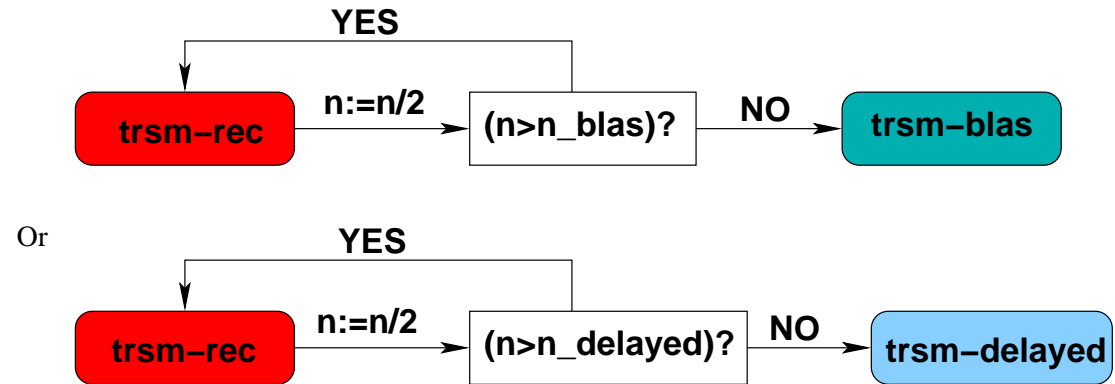 YES
trsm–rec
n:=n/2
(n>n_blas)?
NO
trsm–blas
Or
YES
trsm–rec
n:=n/2
(n>n_delayed)?
NO
trsm–delayed